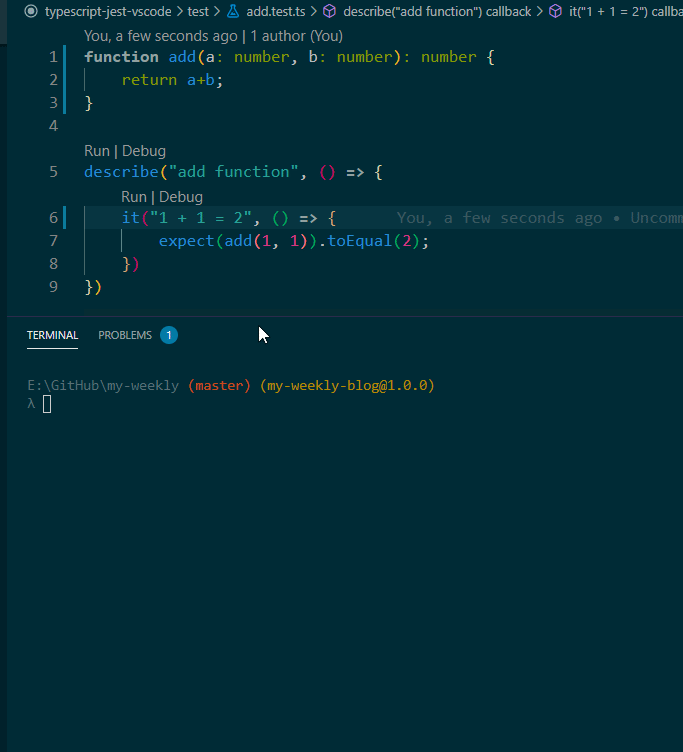 typescript-jest-vscode > test > add.test.ts > describe("add function") callback > it("1 + 1 = 2") callba
You, a few seconds ago | 1 author (You)
1 function add(a: number, b: number): number {
2 return a+b;
3 }
4
Run | Debug
5 describe("add function", () => {
Run | Debug
6 it("1 + 1 = 2", () => { You, a few seconds ago • Uncomm
7 expect(add(1, 1)).toEqual(2);
8 })
9 })
TERMINAL PROBLEMS 1
E:\GitHub\my-weekly (master) (my-weekly-blog@1.0.0)
λ